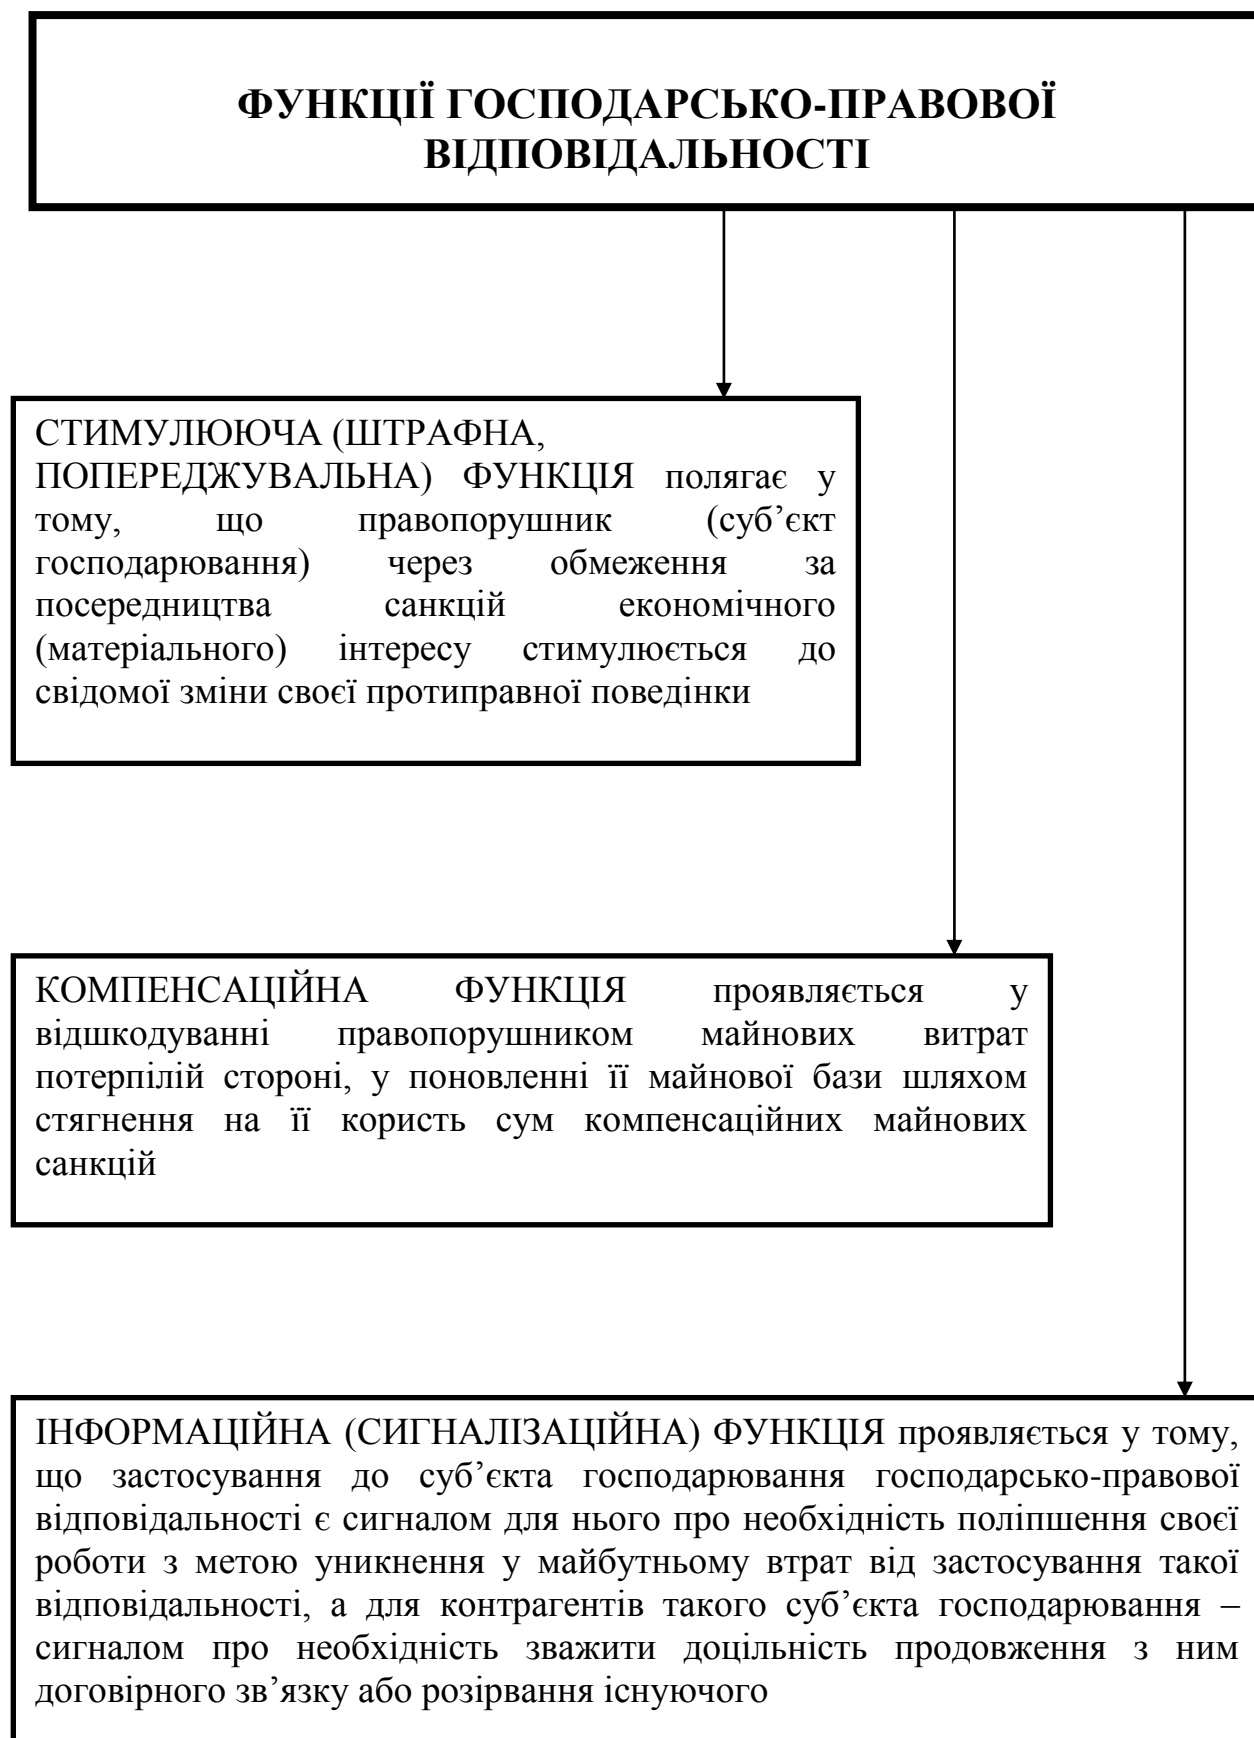 ФУНКЦІЇ ГОСПОДАРСЬКО-ПРАВОВОЇ
ВІДПОВІДАЛЬНОСТІ
СТИМУЛЮЮЧА (ШТРАФНА,
ПОПЕРЕДЖУВАЛЬНА) ФУНКЦІЯ полягає у
тому, що правопорушник (суб’єкт
господарювання) через обмеження за
посередництва санкцій економічного
(матеріального) інтересу стимулюється до
свідомої зміни своєї протиправної поведінки
КОМПЕНСАЦІЙНА ФУНКЦІЯ проявляється у
відшкодуванні правопорушником майнових витрат
потерпілій стороні, у поновленні її майнової бази шляхом
стягнення на її користь сум компенсаційних майнових
санкцій
ІНФОРМАЦІЙНА (СИГНАЛІЗАЦІЙНА) ФУНКЦІЯ проявляється у тому,
що застосування до суб’єкта господарювання господарсько-правової
відповідальності є сигналом для нього про необхідність поліпшення своєї
роботи з метою уникнення у майбутньому втрат від застосування такої
відповідальності, а для контрагентів такого суб’єкта господарювання –
сигналом про необхідність зважити доцільність продовження з ним
договірного зв’язку або розірвання існуючого